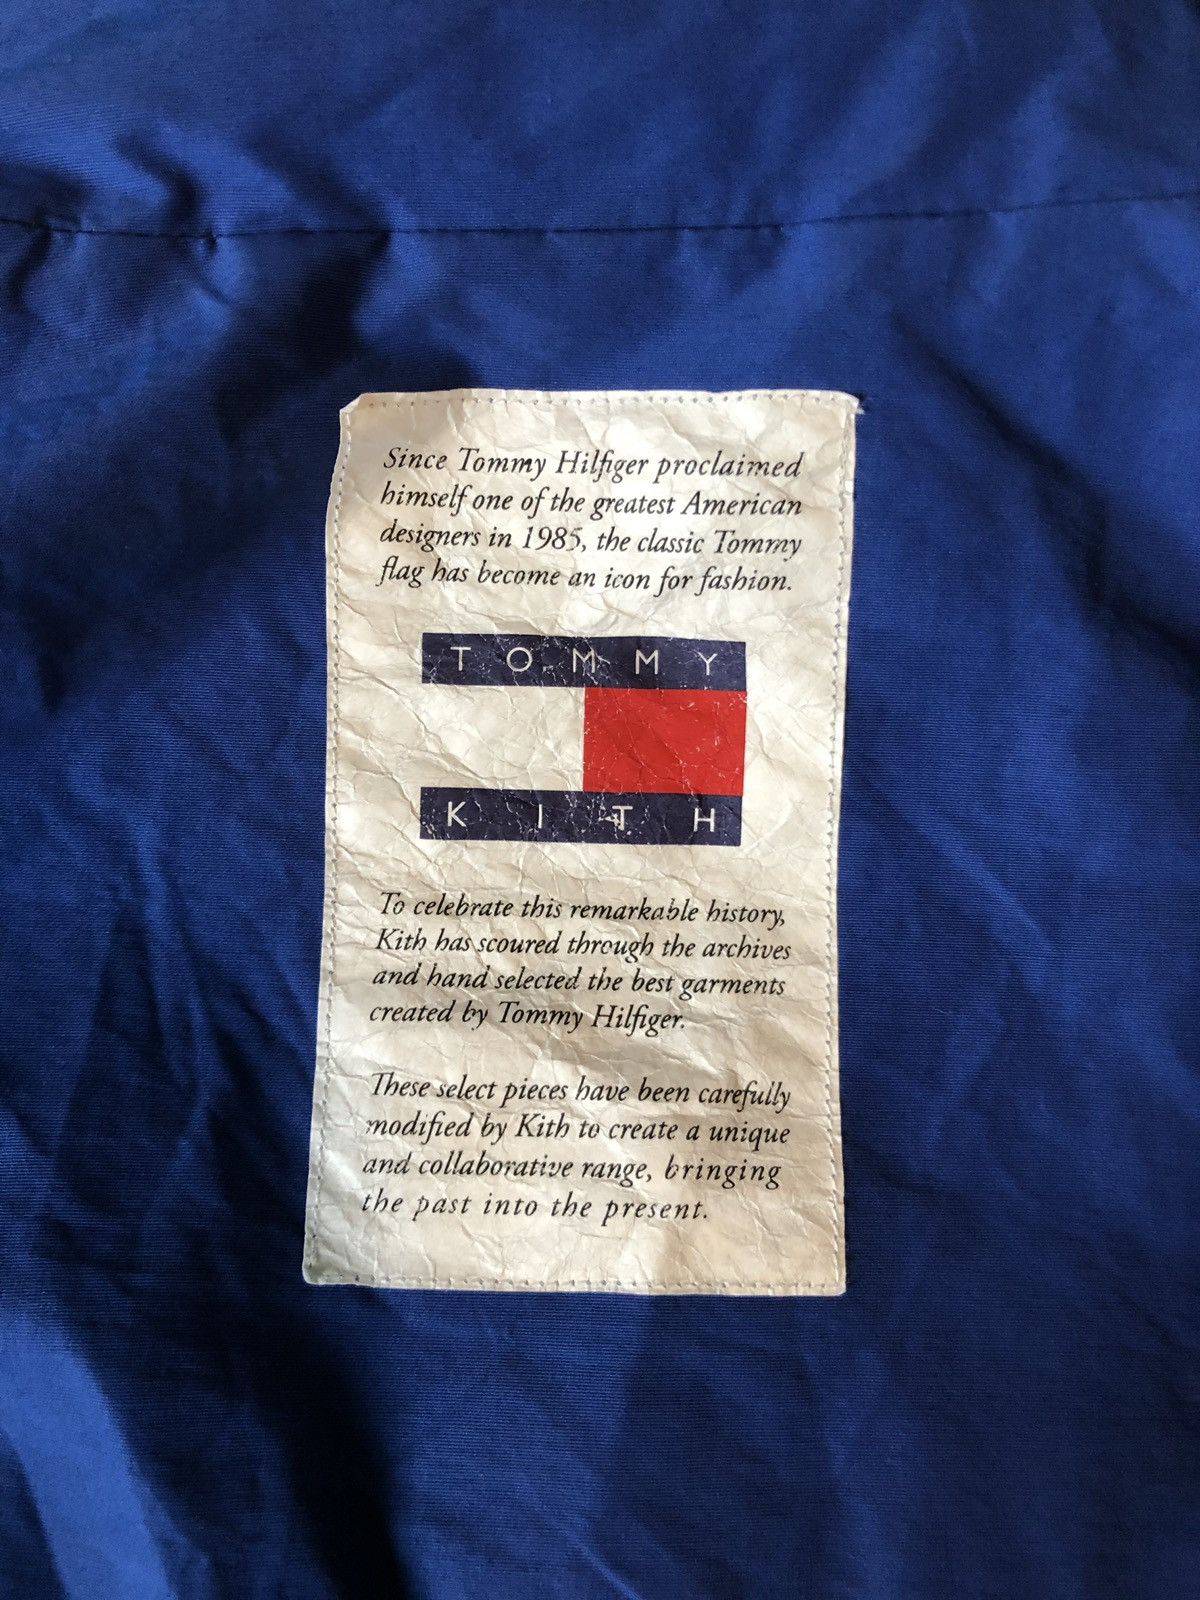 Since Tommy Hilfiger proclaimed
himself one of the greatest American
designers in 1985, the classic Tommy
flag has become an icon for fashion.
TOMMY
KITH
To celebrate this remarkable history,
Kith has scoured through the archives
and hand selected the best garments
created by Tommy Hilfiger.
These select pieces have been carefully
modified by Kith to create a unique
and collaborative range, bringing
the past into the present.